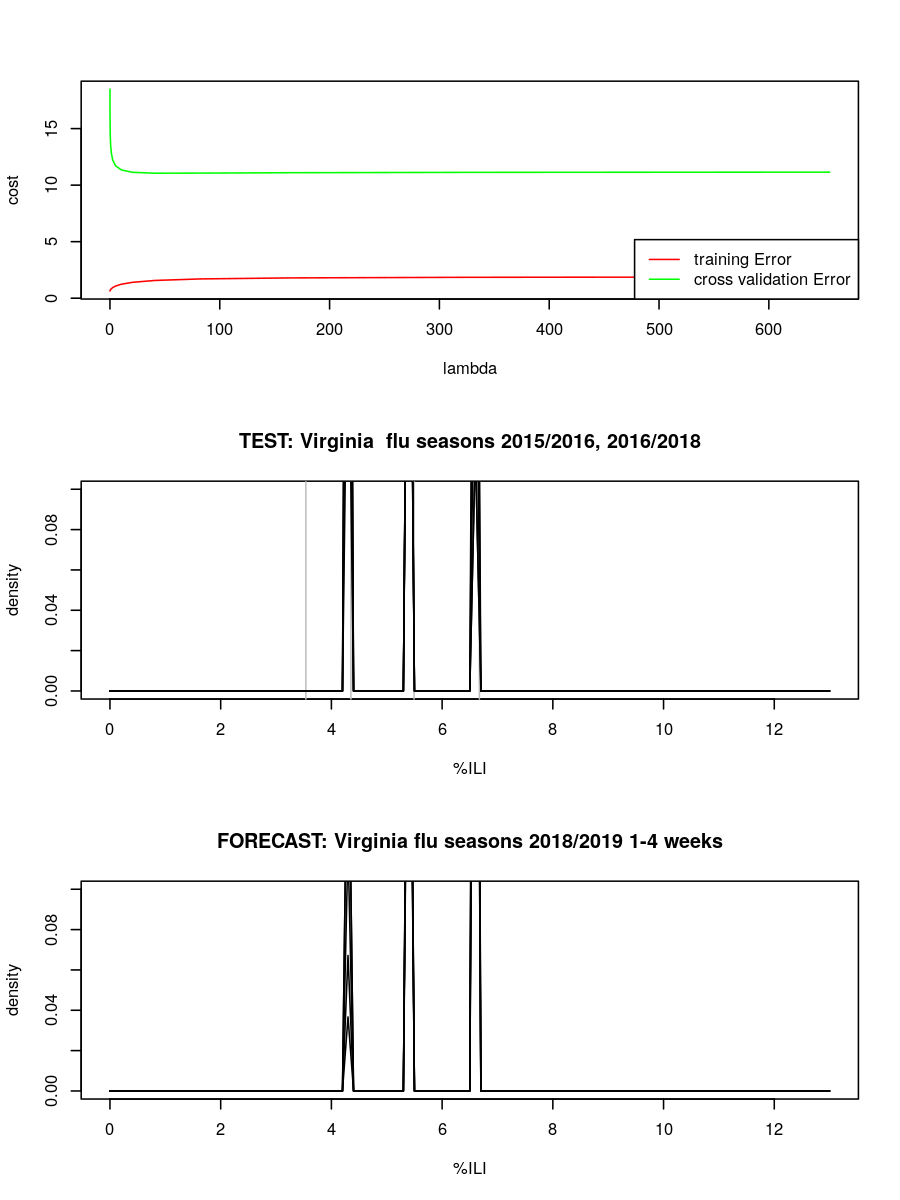 15
10
5
0
cost
training Error
cross validation Error
0 100 200 300 400 500 600
lambda
TEST: Virginia  flu seasons 2015/2016, 2016/2018
0.08
0.04
0.00
density
0 2 4 6 8 10 12
%ILI
FORECAST: Virginia flu seasons 2018/2019 1-4 weeks
0.08
0.04
0.00
density
0 2 4 6 8 10 12
%ILI